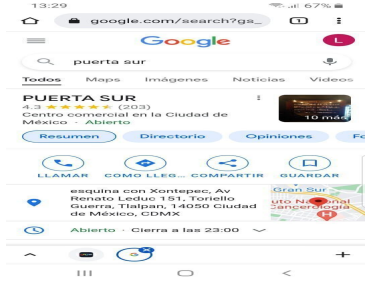 13:29 67%
google.com/search?gs_ 1
Google L
puerta sur
Todos Maps Imágenes Noticias Videos
PUERTA SUR
4.3 (203)
Centro comercial en la Ciudad de
México · Abierto
10 más
Resumen Directorio Opiniones
LLAMAR CÓMO LLEG... COMPARTIR GUARDAR
esquina con Xontepec, Av
Renato Leduc 151, Toriello
Guerra, Tlalpan, 14050 Ciudad
de México, CDMX
Gran Sur
Cancerología
Abierto · Cierra a las 23:00